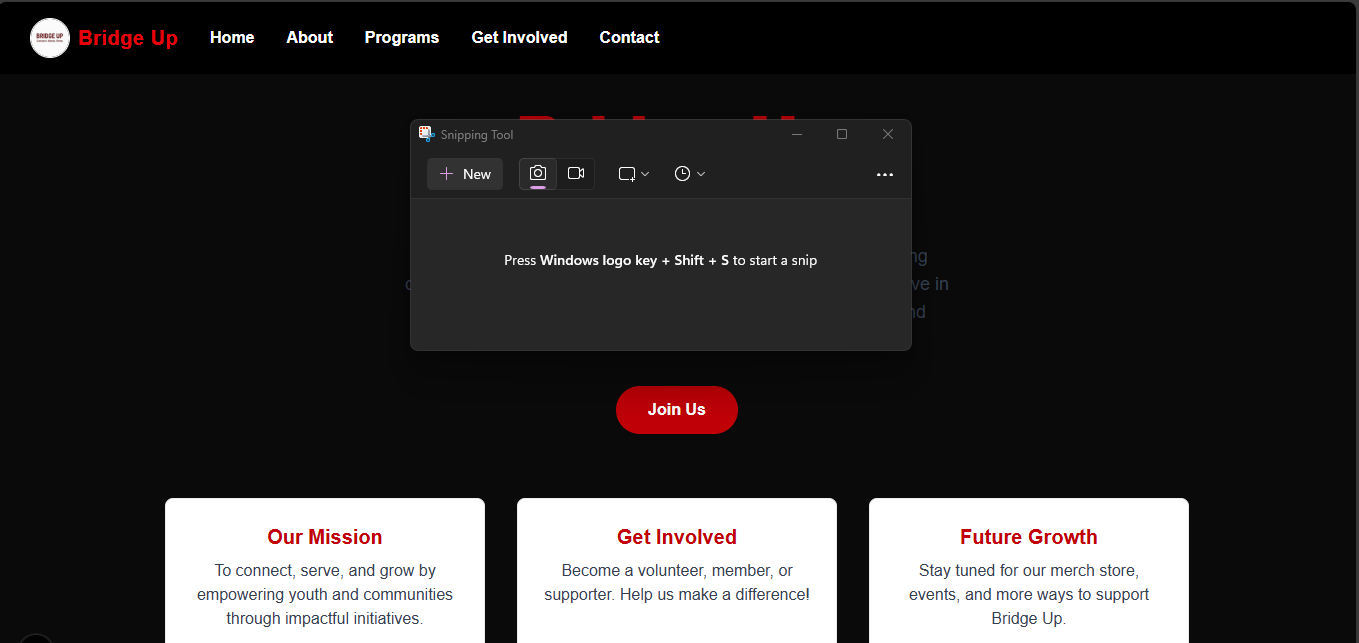 BRIDGE UP
Bridge Up
Home
About
Programs
Get Involved
Contact
Snipping Tool
New
Press Windows logo key + Shift + S to start a snip
ve in
Join Us
Our Mission
To connect, serve, and grow by
empowering youth and communities
through impactful initiatives.
Get Involved
Become a volunteer, member, or
supporter. Help us make a difference!
Future Growth
Stay tuned for our merch store,
events, and more ways to support
Bridge Up.